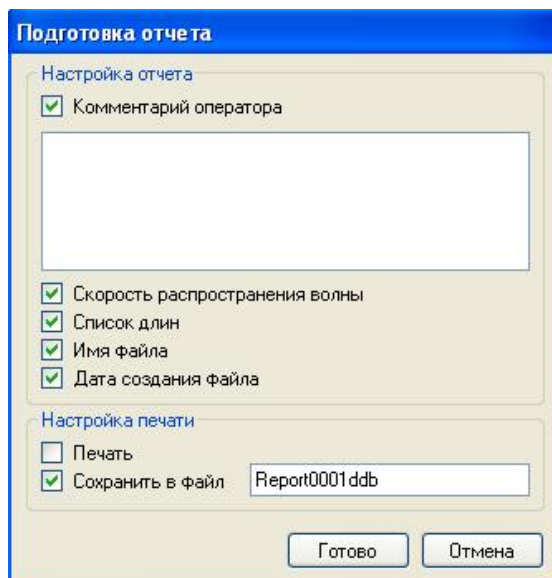 Подготовка отчета
Настройка отчета
Комментарий оператора
Скорость распространения волны
Список длин
Имя файла
Дата создания файла
Настройка печати
Печать
Сохранить в файл Report0001ddb
Готово Отмена